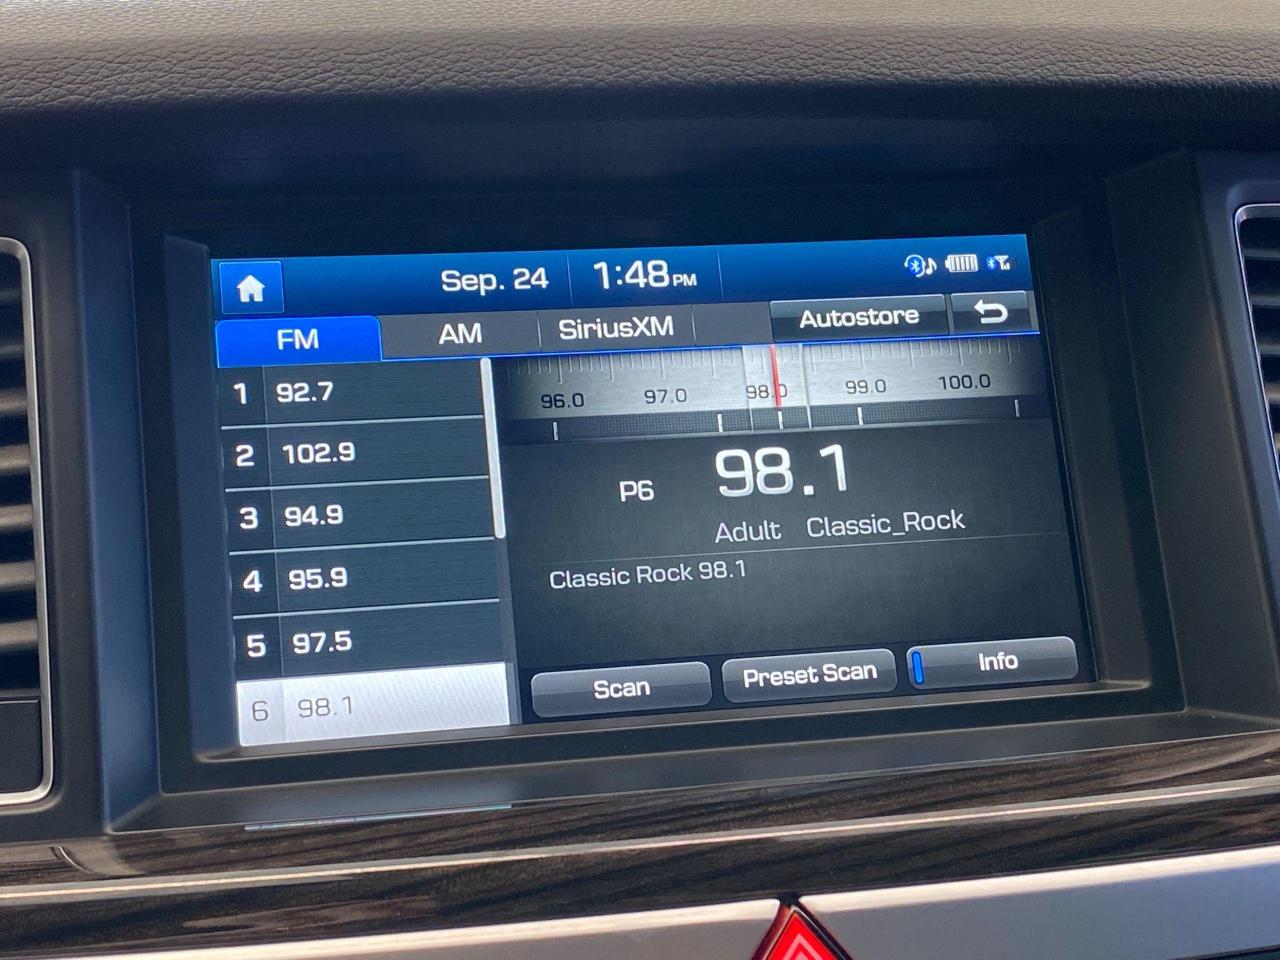 Sep. 24 1:48 PM
FM AM SiriusXM Autostore
1 92.7
2 102.9
3 94.9
4 95.9
5 97.5
6 98.1
96.0 97.0 98.0 99.0 100.0
P6 98.1
Adult Classic_Rock
Classic Rock 98.1
Scan Preset Scan Info